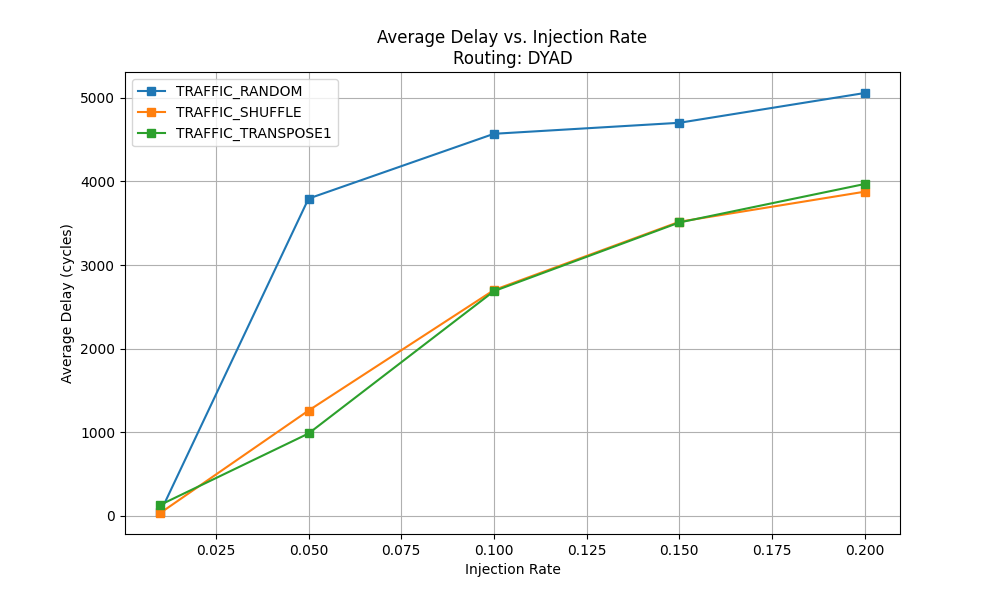 Average Delay vs. Injection Rate
Routing: DYAD
TRAFFIC_RANDOM
TRAFFIC_SHUFFLE
TRAFFIC_TRANSPOSE1
Average Delay (cycles)
5000
4000
3000
2000
1000
0
0.025 0.050 0.075 0.100 0.125 0.150 0.175 0.200
Injection Rate